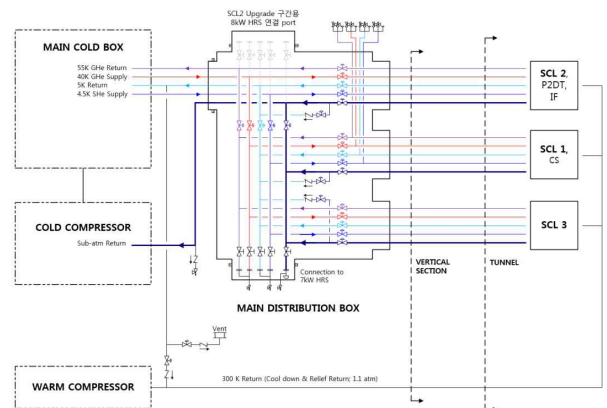 SCL2 Upgrade 구간용
8kW HRS 연결 port
MAIN COLD BOX
55K GHe Return
40K GHe Supply
5K Return
4.5K SHe Supply
SCL 2,
P2DT,
IF
SCL 1,
CS
COLD COMPRESSOR
Sub-atm Return
SCL 3
Connection to
7kW HRS
VERTICAL
SECTION
TUNNEL
MAIN DISTRIBUTION BOX
Vent
300 K Return (Cool down & Relief Return; 1.1 atm)
WARM COMPRESSOR